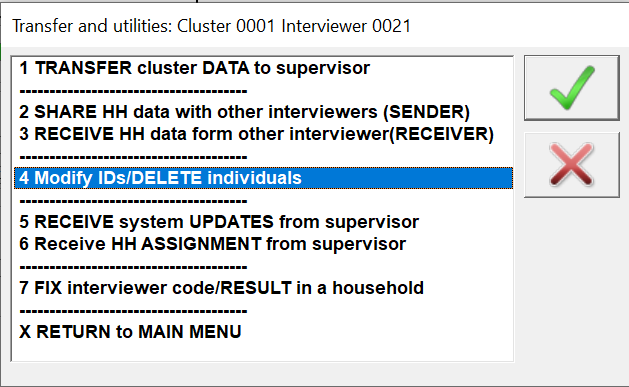 Transfer and utilities: Cluster 0001 Interviewer 0021
1 TRANSFER cluster DATA to supervisor
--------------------------------------
2 SHARE HH data with other interviewers (SENDER)
3 RECEIVE HH data form other interviewer(RECEIVER)
--------------------------------------
4 Modify IDs/DELETE individuals
--------------------------------------
5 RECEIVE system UPDATES from supervisor
6 Receive HH ASSIGNMENT from supervisor
--------------------------------------
7 FIX interviewer code/RESULT in a household
--------------------------------------
X RETURN to MAIN MENU